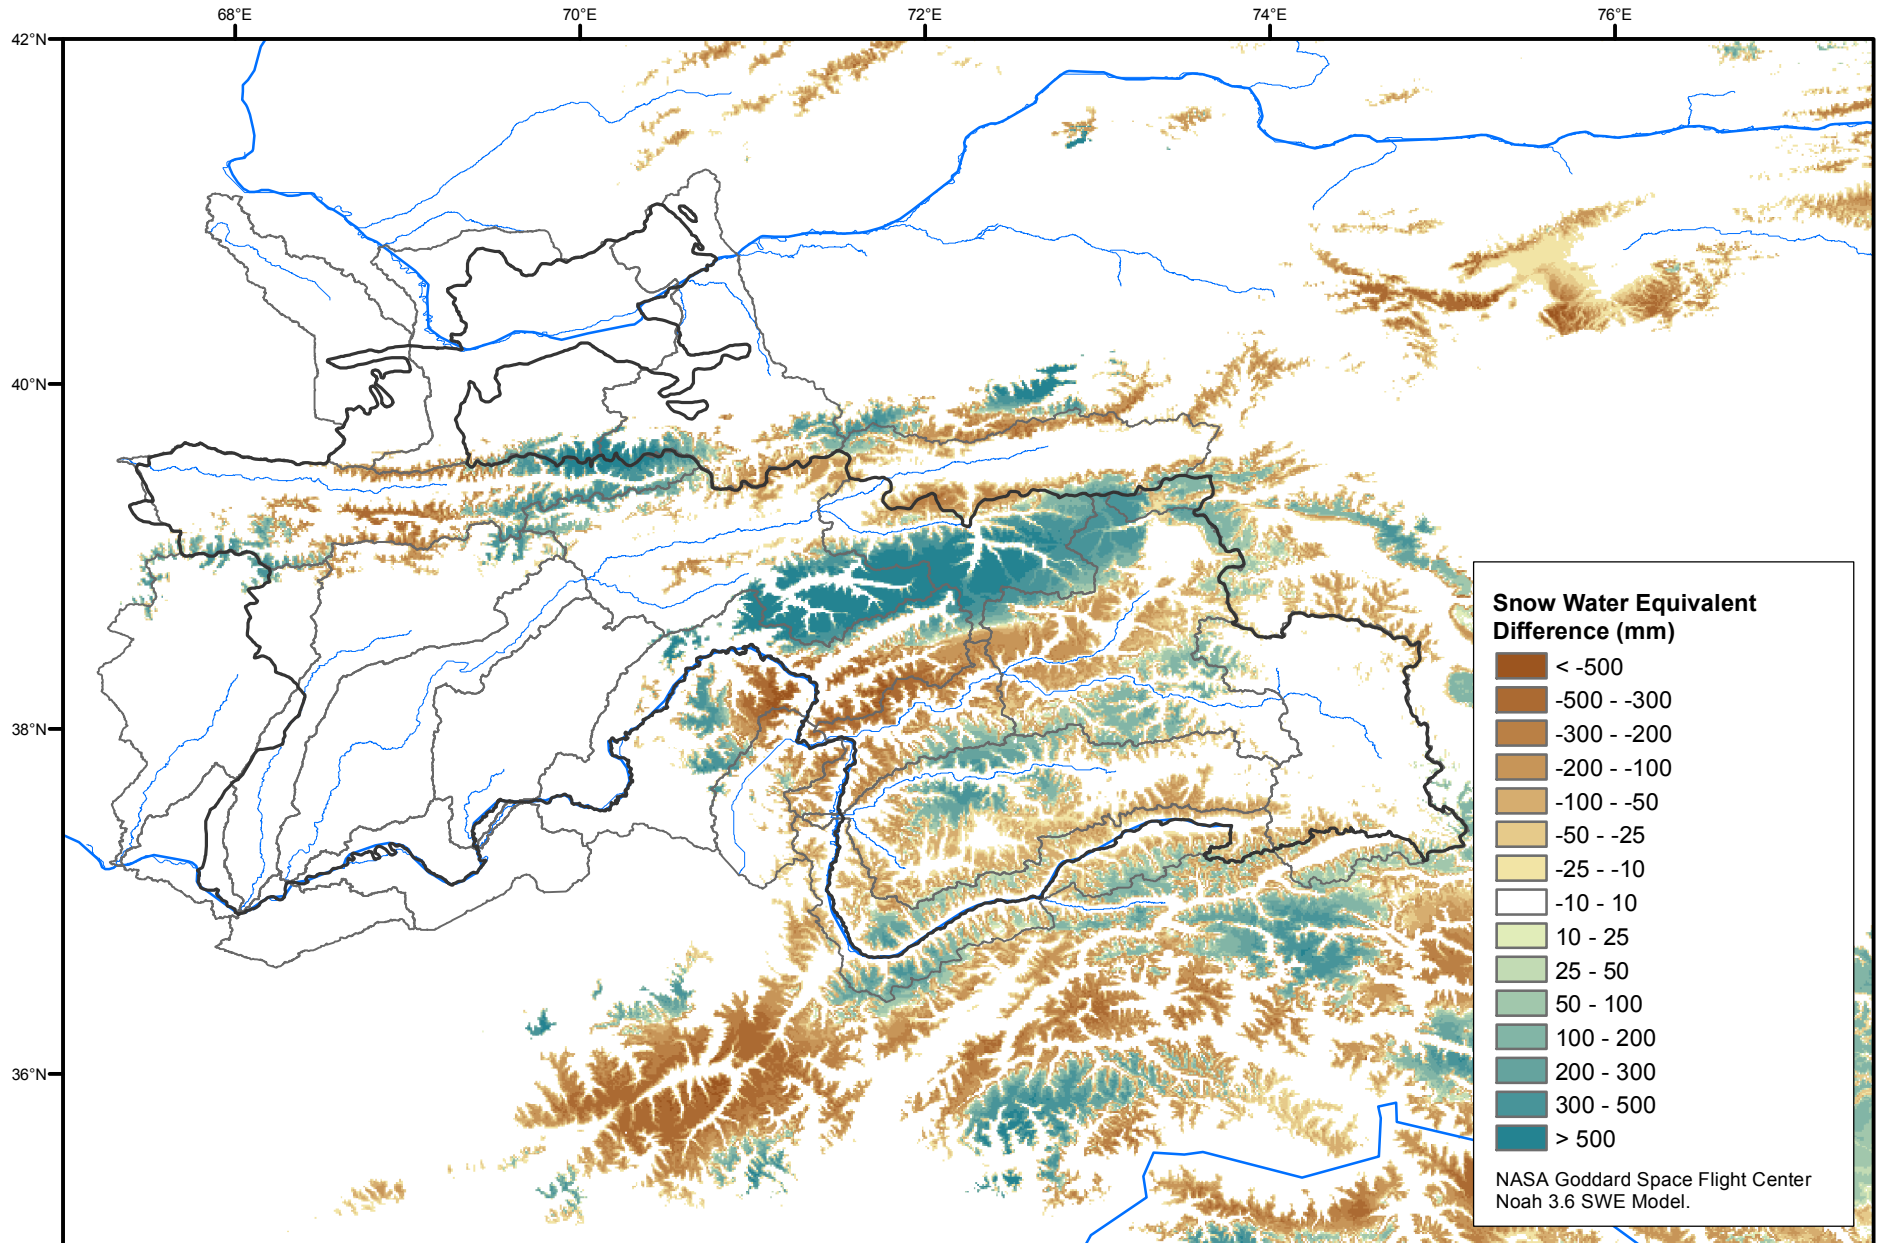 68°E 70°E 72°E 74°E 76°E
42°N
40°N
38°N
36°N
Snow Water Equivalent
Difference (mm)
< -500
-500 - -300
-300 - -200
-200 - -100
-100 - -50
-50 - -25
-25 - -10
-10 - 10
10 - 25
25 - 50
50 - 100
100 - 200
200 - 300
300 - 500
> 500
NASA Goddard Space Flight Center
Noah 3.6 SWE Model.